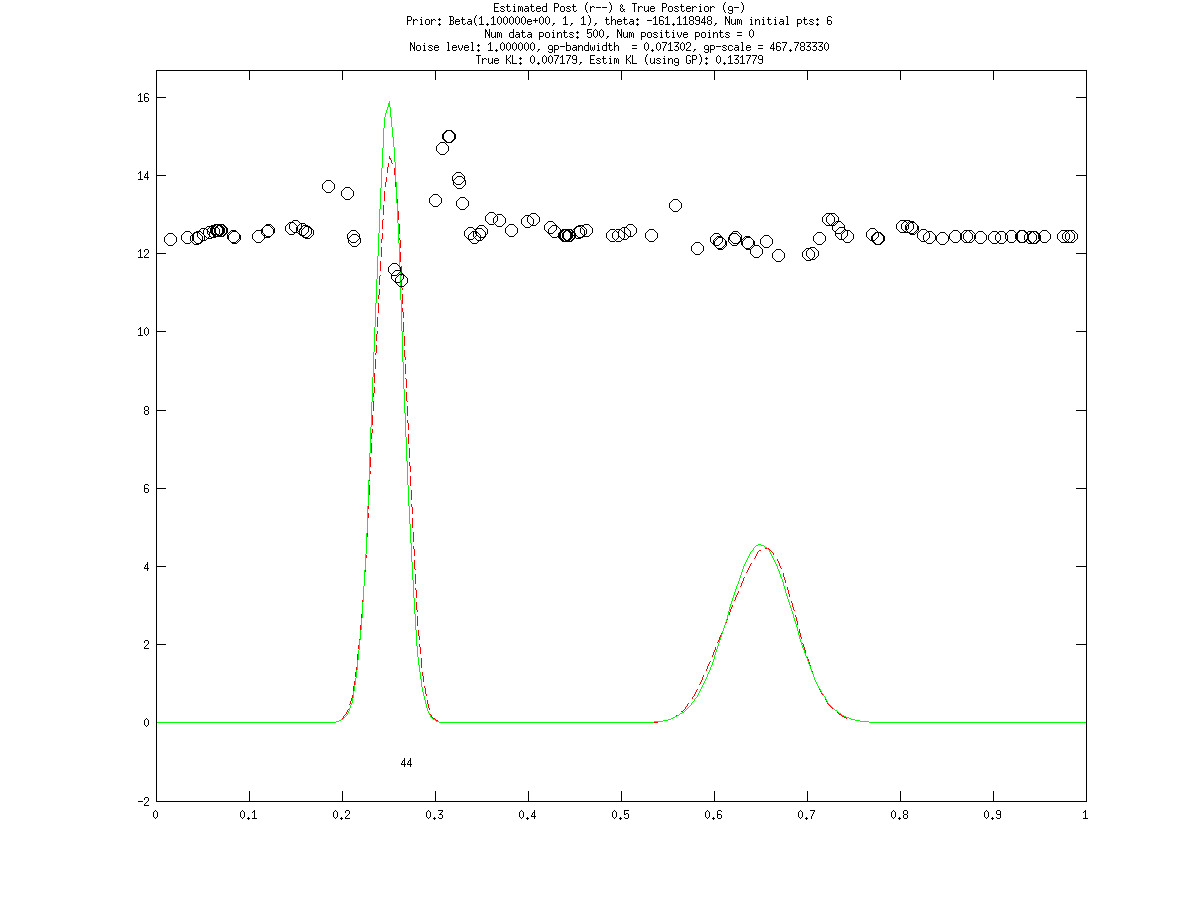 Estimated Post (r--) & True Posterior (g-)
Prior: Beta(1.100000e+00, 1, 1), theta: -161.118948, Num initial pts: 6
Num data points: 500, Num positive points = 0
Noise level: 1.000000, gp-bandwidth  = 0.071302, gp-scale = 467.783330
True KL: 0.007179, Estim KL (using GP): 0.131779
16
14
12
10
8
6
4
2
0
44
-2
0 0.1 0.2 0.3 0.4 0.5 0.6 0.7 0.8 0.9 1